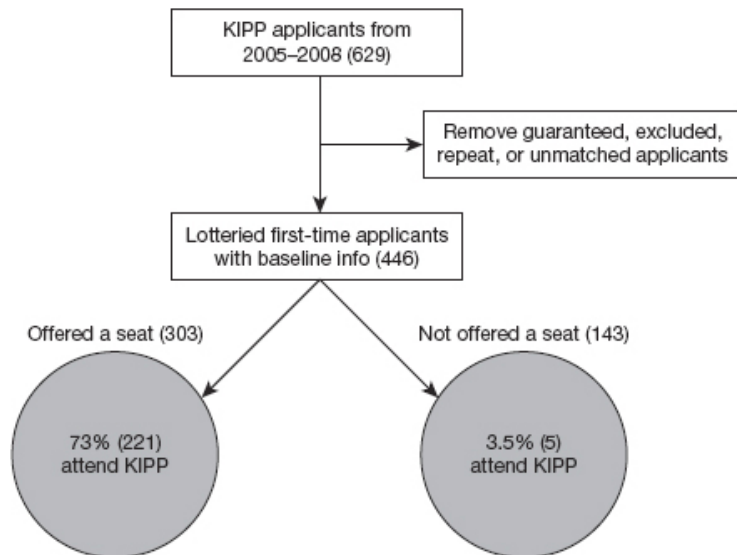 KIPP applicants from
2005–2008 (629)
Remove guaranteed, excluded,
repeat, or unmatched applicants
Lotteried first-time applicants
with baseline info (446)
Offered a seat (303)
Not offered a seat (143)
73% (221)
attend KIPP
3.5% (5)
attend KIPP